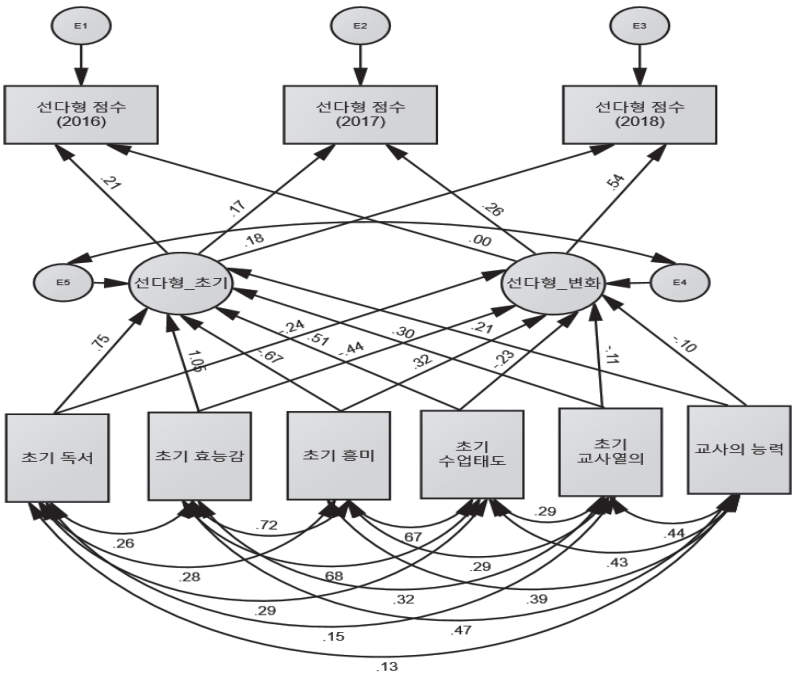 E1
E2
E3
선다형 점수
(2016)
선다형 점수
(2017)
선다형 점수
(2018)
.21
.17
.18
.00
.26
.54
E5
선다형_초기
선다형_변화
E4
.75
1.05
-.24
-.67
.51
-.44
.30
.32
.21
-.23
-.11
-.10
초기 독서
초기 효능감
초기 흥미
초기
수업태도
초기
교사열의
교사의 능력
.26
.72
.67
.29
.44
.28
.68
.29
.43
.29
.32
.39
.15
.47
.13